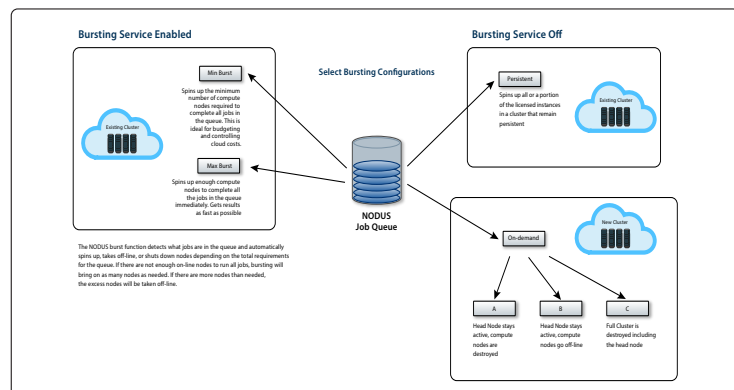 Bursting Service Enabled
Min Burst
Spins up the minimum
number of compute
nodes required to
complete all jobs in
the queue. This is
ideal for budgeting
and controlling
cloud costs.
Existing Cluster
Max Burst
Spins up enough compute
nodes to complete all
the jobs in the queue
immediately. Gets results
as fast as possible
The NODUS burst function detects what jobs are in the queue and automatically
spins up, takes off-line, or shuts down nodes depending on the total requirements
for the queue. If there are not enough on-line nodes to run all jobs, bursting will
bring on as many nodes as needed. If there are more nodes than needed,
the excess nodes will be taken off-line.
Select Bursting Configurations
NODUS
Job Queue
Bursting Service Off
Persistent
Spins up all or a portion
of the licensed instances
in a cluster that remain
persistent
Existing Cluster
On-demand
New Cluster
A
Head Node stays
active, compute
nodes are
destroyed
B
Head Node stays
active, compute
nodes go off-line
C
Full Cluster is
destroyed including
the head node